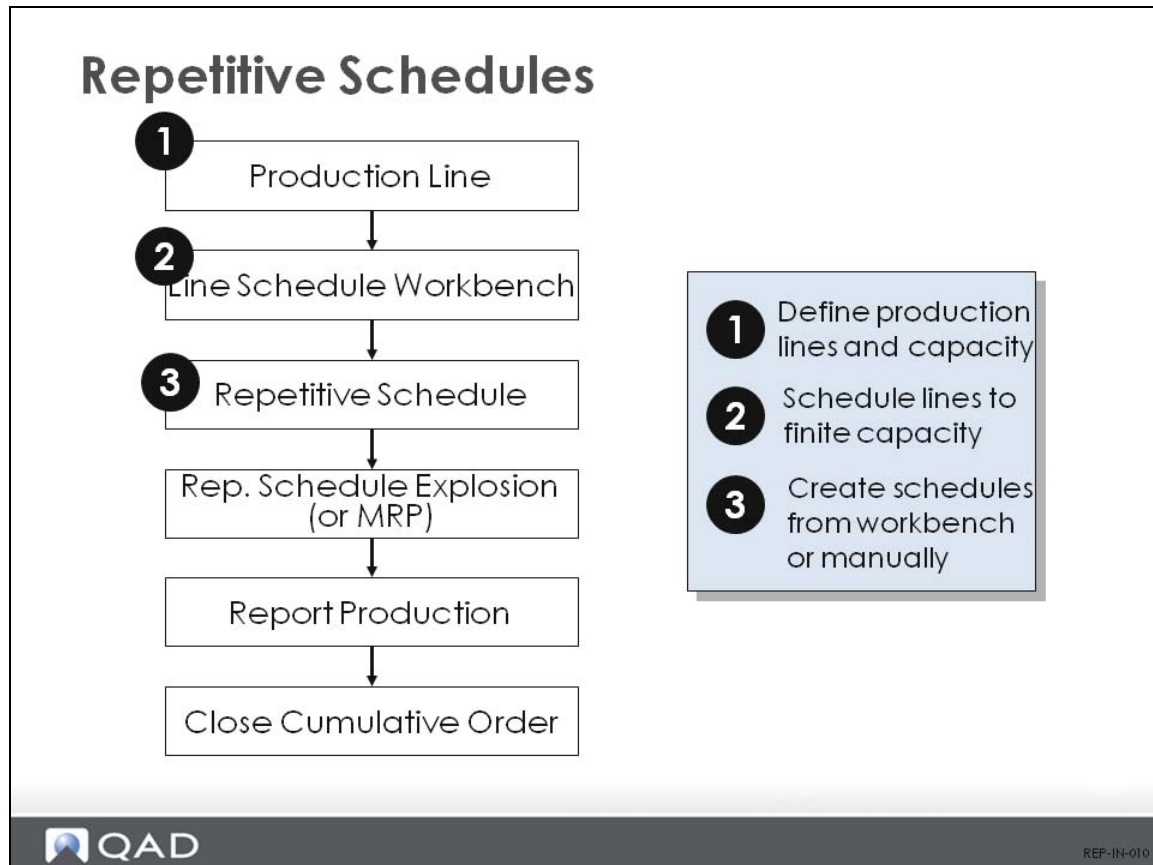 Repetitive Schedules
1
Production Line
2
Line Schedule Workbench
3
Repetitive Schedule
Rep. Schedule Explosion
(or MRP)
Report Production
Close Cumulative Order
1
Define production
lines and capacity
2
Schedule lines to
finite capacity
3
Create schedules
from workbench
or manually
QAD
REP-IN-010